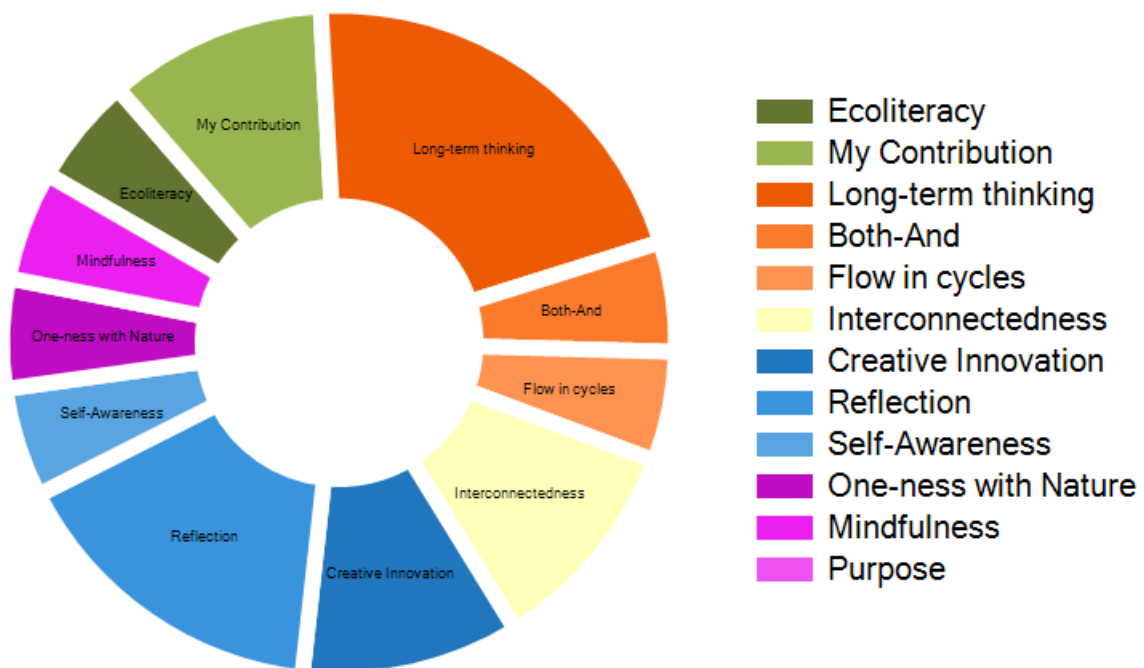 My Contribution
Long-term thinking
Ecoliteracy
Mindfulness
Both-And
One-ness with Nature
Flow in cycles
Self-Awareness
Interconnectedness
Reflection
Creative Innovation
Ecoliteracy
My Contribution
Long-term thinking
Both-And
Flow in cycles
Interconnectedness
Creative Innovation
Reflection
Self-Awareness
One-ness with Nature
Mindfulness
Purpose